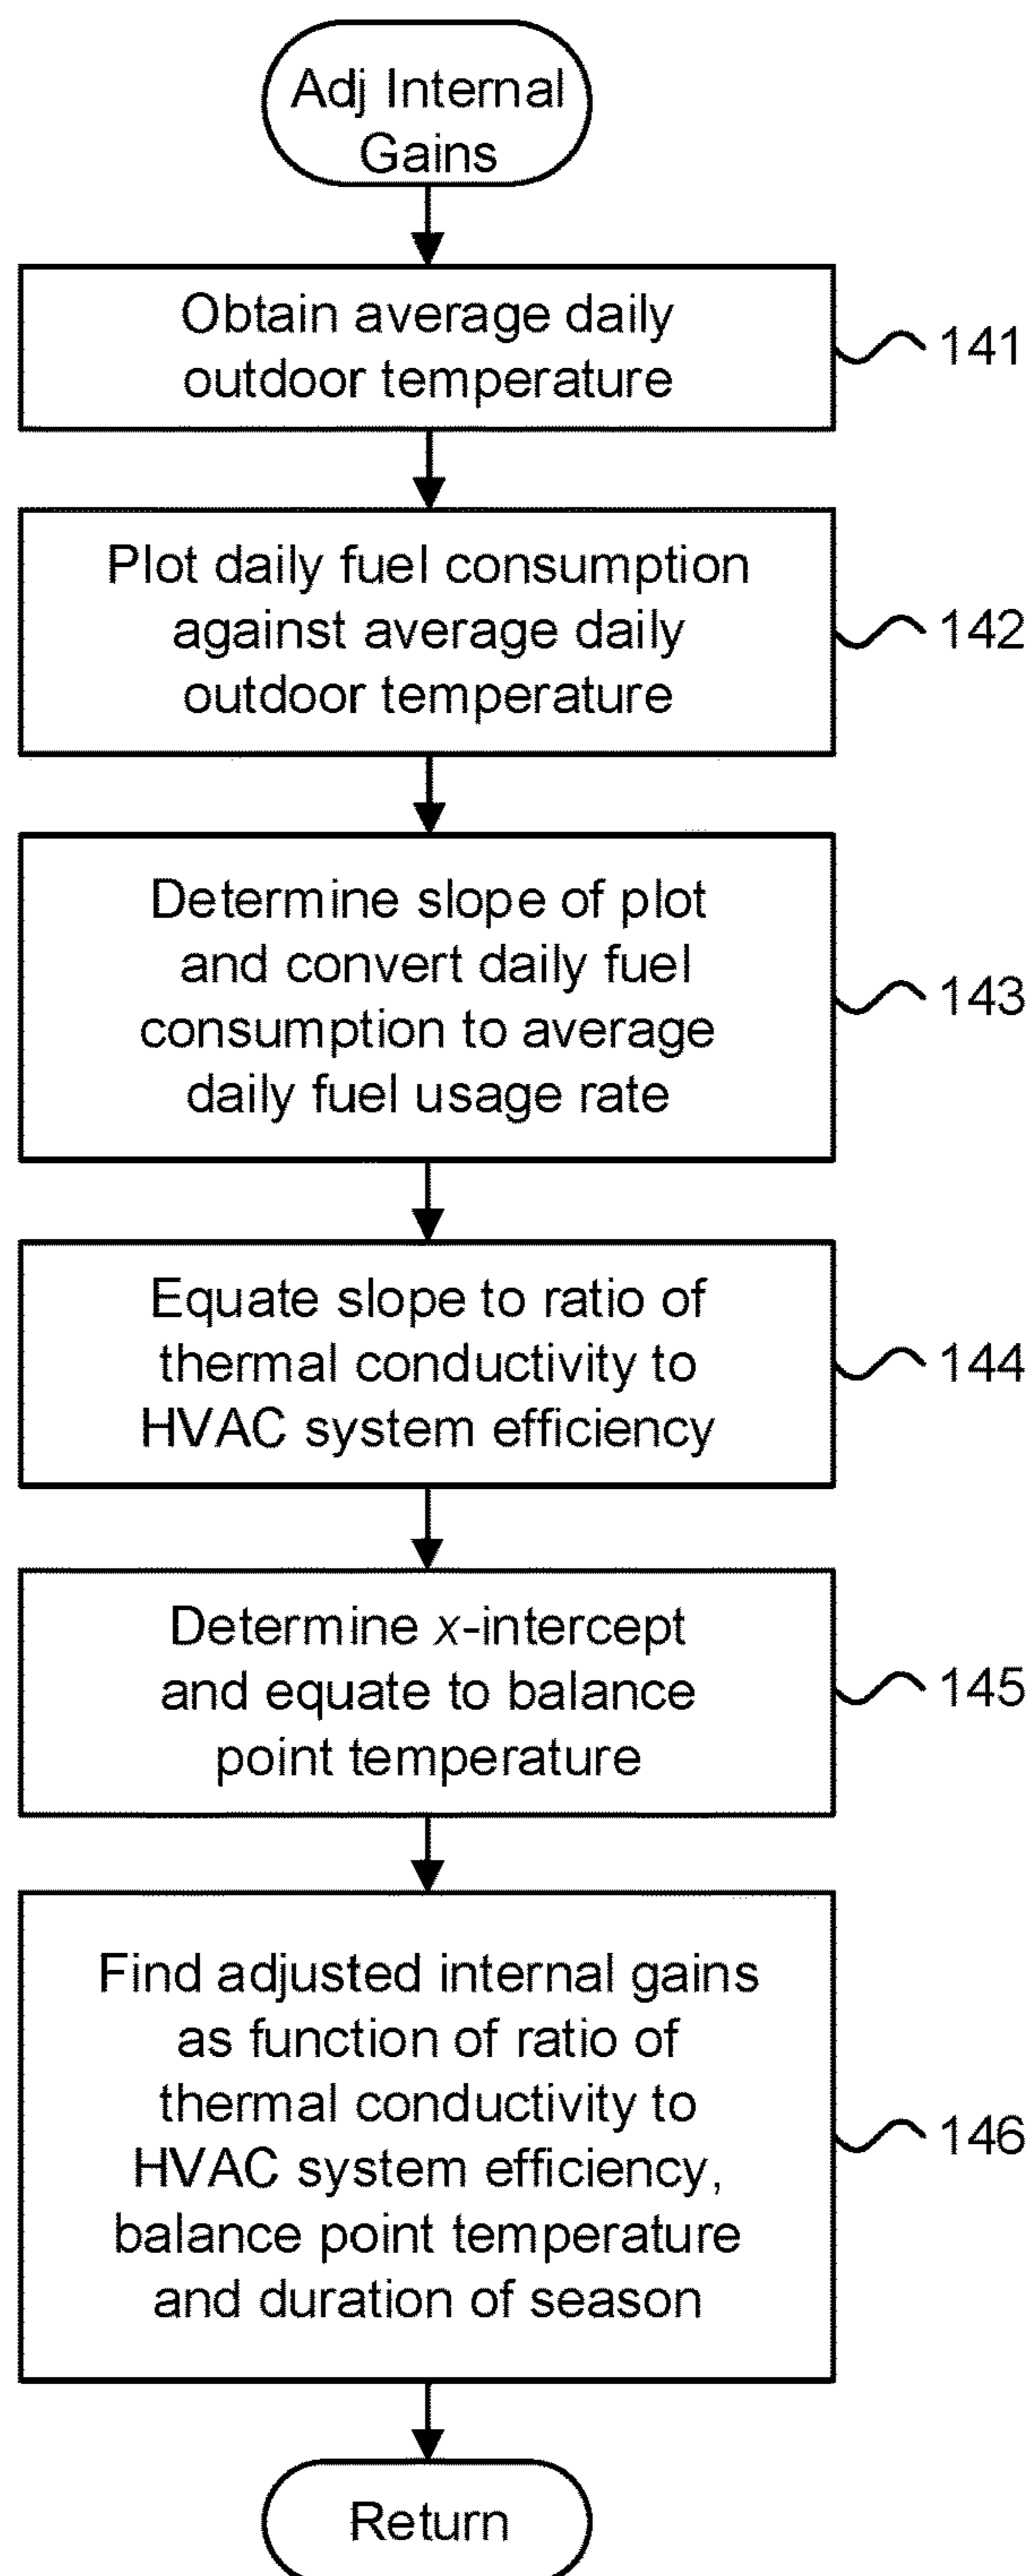 Adj Internal
Gains
Obtain average daily
outdoor temperature
141
Plot daily fuel consumption
against average daily
outdoor temperature
142
Determine slope of plot
and convert daily fuel
consumption to average
daily fuel usage rate
143
Equate slope to ratio of
thermal conductivity to
HVAC system efficiency
144
Determine x-intercept
and equate to balance
point temperature
145
Find adjusted internal gains
as function of ratio of
thermal conductivity to
HVAC system efficiency,
balance point temperature
and duration of season
146
Return